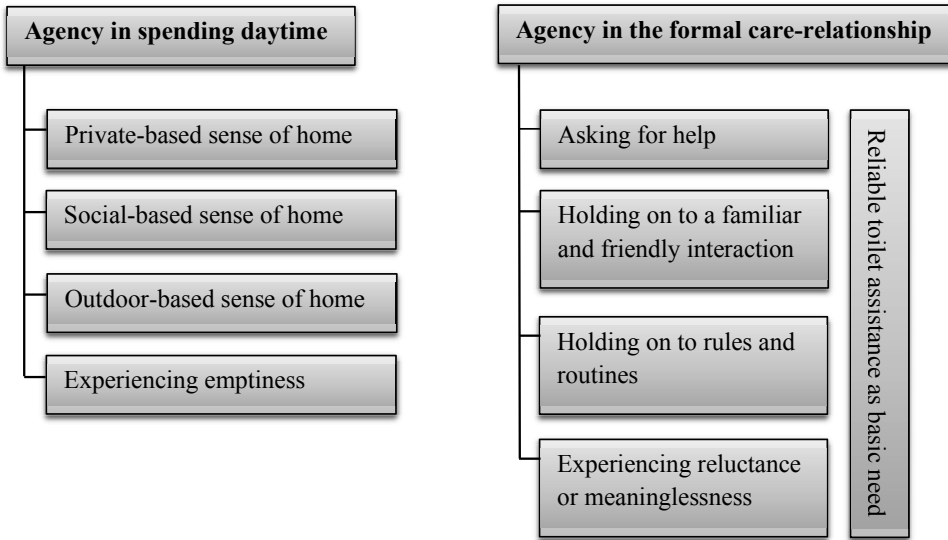 Agency in spending daytime
Private-based sense of home
Social-based sense of home
Outdoor-based sense of home
Experiencing emptiness
Agency in the formal care-relationship
Asking for help
Holding on to a familiar
and friendly interaction
Holding on to rules and
routines
Experiencing reluctance
or meaninglessness
Reliable toilet assistance as basic need